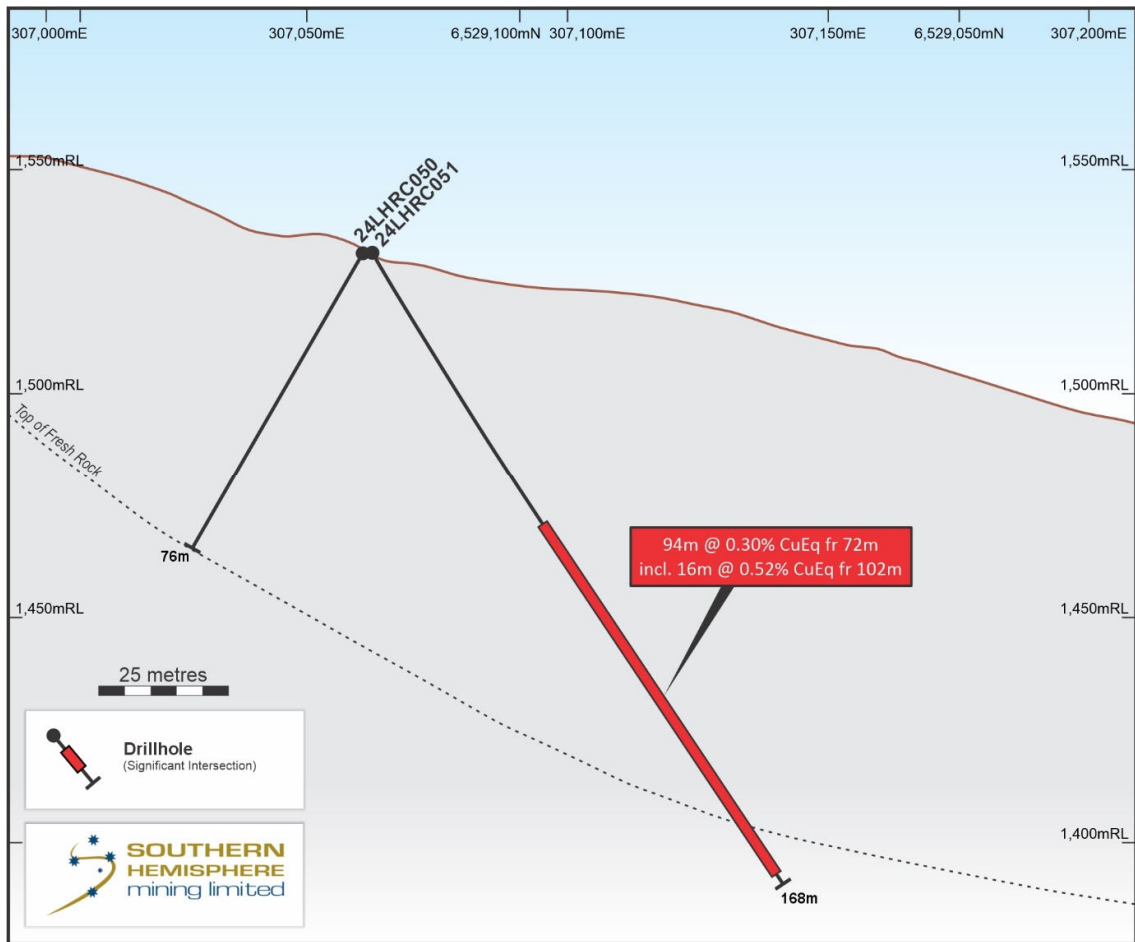 307,000mE
307,050mE
6,529,100mN
307,100mE
307,150mE
6,529,050mN
307,200mE
1,550mRL
1,550mRL
24LHRC050
24LHRC051
1,500mRL
1,500mRL
Top of Fresh Rock
94m @ 0.30% CuEq fr 72m
incl. 16m @ 0.52% CuEq fr 102m
76m
1,450mRL
1,450mRL
25 metres
Drillhole
(Significant Intersection)
1,400mRL
SOUTHERN
HEMISPHERE
mining limited
168m